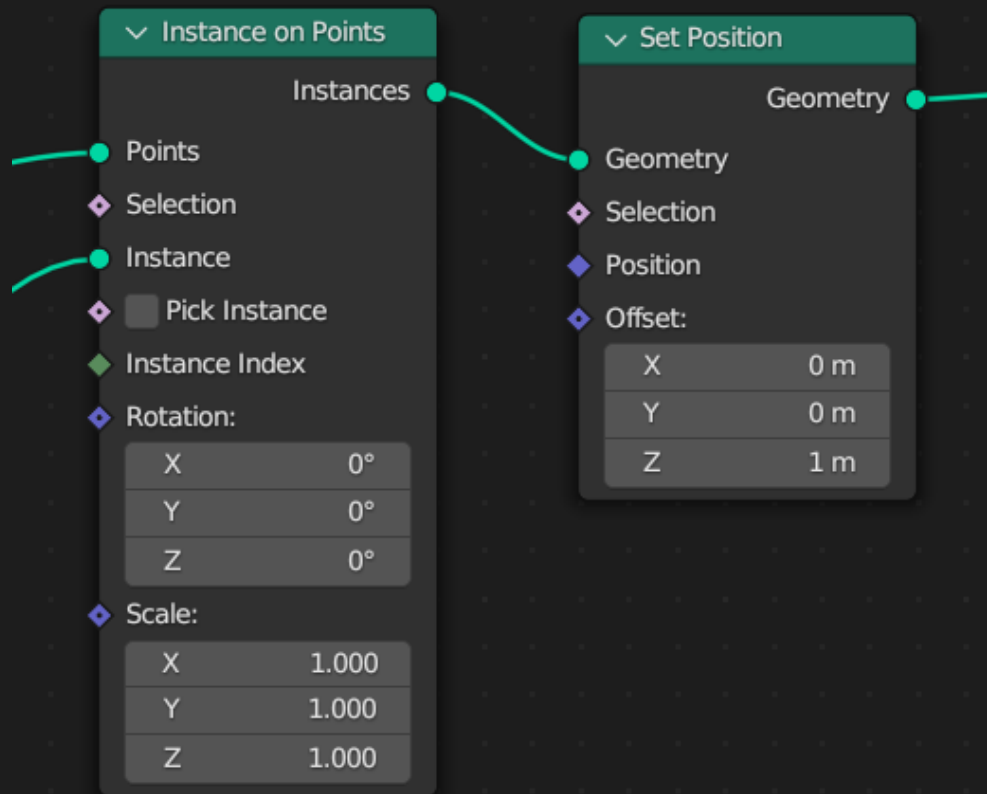 Instance on Points
Instances
Points
Selection
Instance
Pick Instance
Instance Index
Rotation:
X 0°
Y 0°
Z 0°
Scale:
X 1.000
Y 1.000
Z 1.000
Set Position
Geometry
Geometry
Selection
Position
Offset:
X 0 m
Y 0 m
Z 1 m